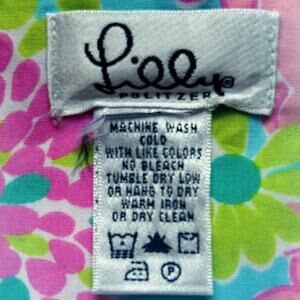 Lilly®
PULITZER
MACHINE WASH
COLD
WITH LIKE COLORS
NO BLEACH
TUMBLE DRY LOW
OR HANG TO DRY
WARM IRON
OR DRY CLEAN
P